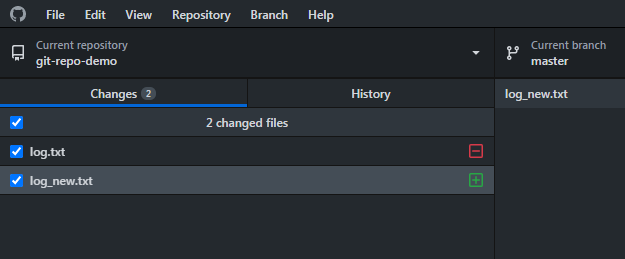 File Edit View Repository Branch Help
Current repository
git-repo-demo
Current branch
master
Changes 2
History
log_new.txt
2 changed files
log.txt
log_new.txt